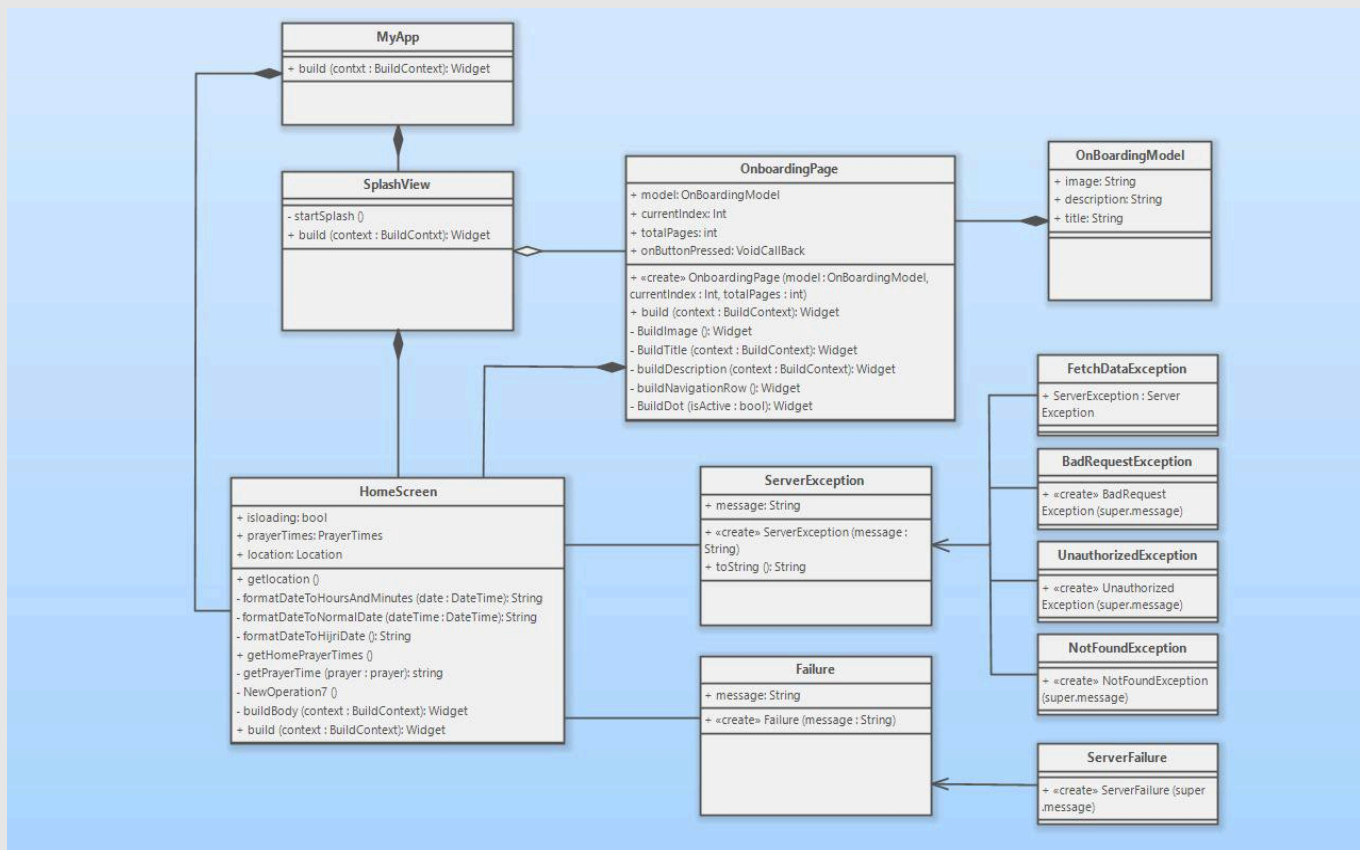 MyApp
+ build (contxt : BuildContext): Widget
SplashView
- startSplash ()
+ build (context : BuildContxt): Widget
OnboardingPage
+ model: OnBoardingModel
+ currentIndex: Int
+ totalPages: int
+ onButtonPressed: VoidCallBack
+ «create» OnboardingPage (model : OnBoardingModel,
currentIndex : Int, totalPages : int)
+ build (context : BuildContext): Widget
- BuildImage (): Widget
- BuildTitle (context : BuildContext): Widget
- buildDescription (context : BuildContext): Widget
- buildNavigationRow (): Widget
- BuildDot (isActive : bool): Widget
OnBoardingModel
+ image: String
+ description: String
+ title: String
HomeScreen
+ isloading: bool
+ prayerTimes: PrayerTimes
+ location: Location
+ getlocation ()
- formatDateToHoursAndMinutes (date : DateTime): String
- formatDateToNormalDate (dateTime : DateTime): String
- formatDateToHijriDate (): String
+ getHomePrayerTimes ()
- getPrayerTime (prayer : prayer): string
- NewOperation7 ()
- buildBody (context : BuildContext): Widget
+ build (context : BuildContext): Widget
ServerException
+ message: String
+ «create» ServerException (message :
String)
+ toString (): String
Failure
+ message: String
+ «create» Failure (message : String)
FetchDataException
+ ServerException : Server
Exception
BadRequestException
+ «create» BadRequest
Exception (super.message)
UnauthorizedException
+ «create» Unauthorized
Exception (super.message)
NotFoundException
+ «create» NotFoundException
(super.message)
ServerFailure
+ «create» ServerFailure (super
.message)